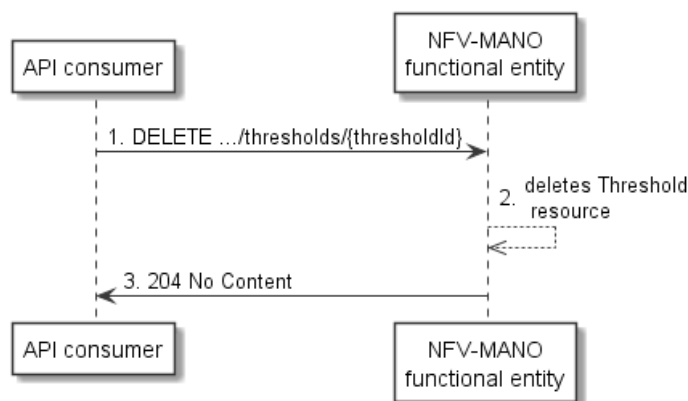 API consumer
NFV-MANO
functional entity
1. DELETE .../thresholds/{thresholdId}
2. deletes Threshold
resource
3. 204 No Content
API consumer
NFV-MANO
functional entity